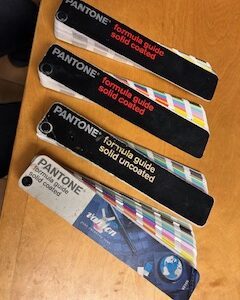 PANTONE®
formula guide
solid coated
PANTONE®
formula guide
solid coated
PANTONE®
formula guide
solid uncoated
PANTONE®
formula guide
solid coated